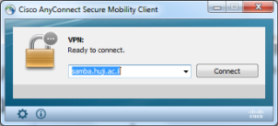 Cisco AnyConnect Secure Mobility Client
VPN:
Ready to connect.
samba.huji.ac.il
Connect